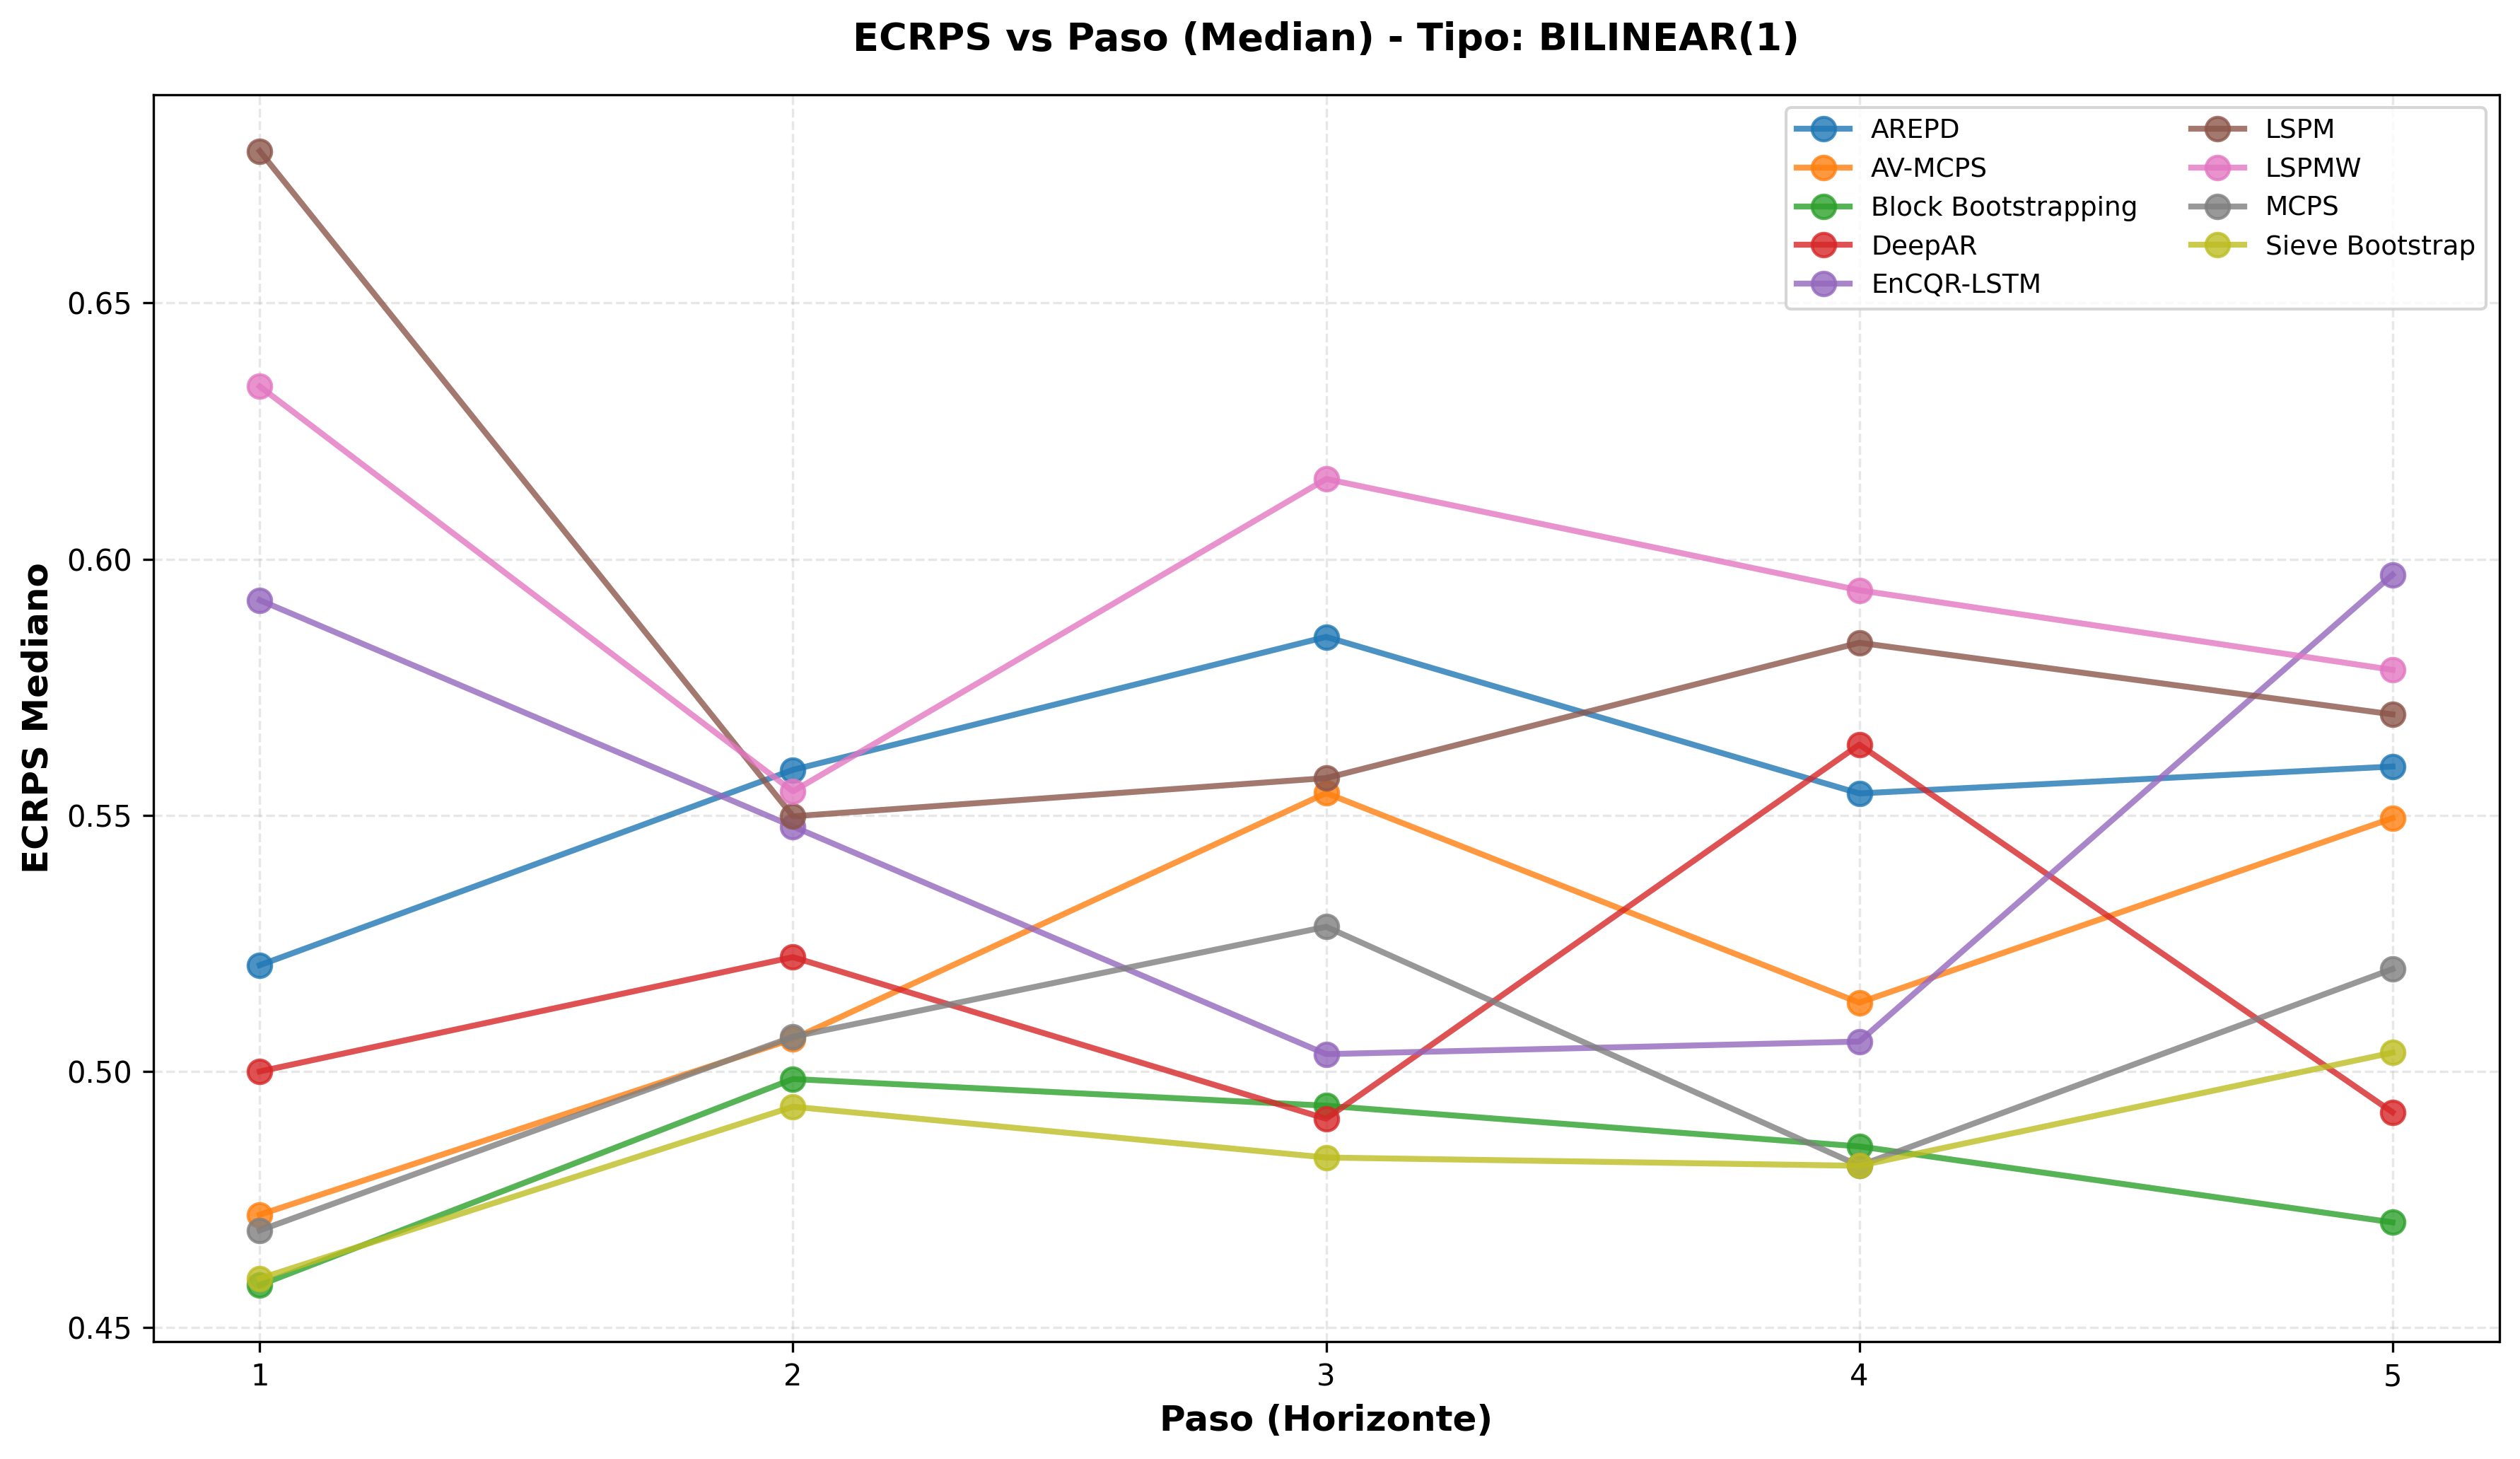 ECRPS vs Paso (Median) - Tipo: BILINEAR(1)
AREPD
AV-MCPS
Block Bootstrapping
DeepAR
EnCQR-LSTM
LSPM
LSPMW
MCPS
Sieve Bootstrap
ECRPS Mediano
0.65
0.60
0.55
0.50
0.45
1 2 3 4 5
Paso (Horizonte)